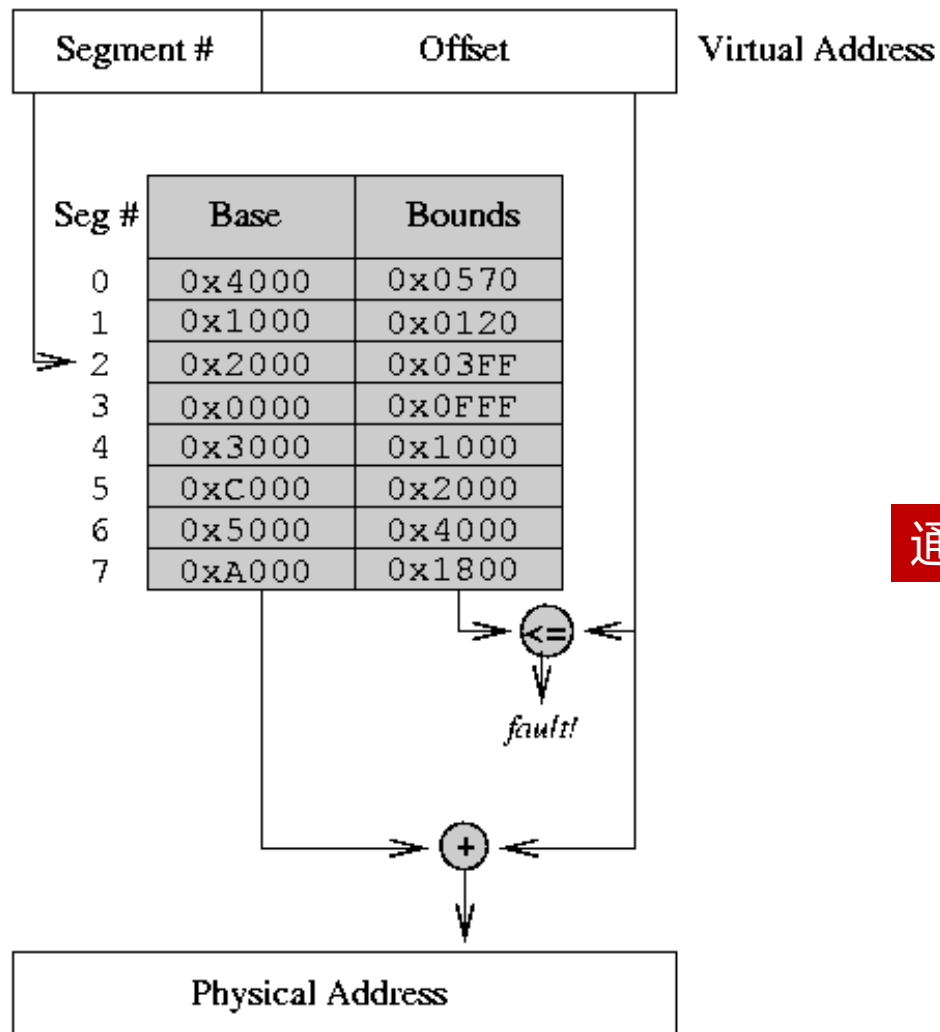 Segment # Offset Virtual Address
Seg # Base Bounds
0 0x4000 0x0570
1 0x1000 0x0120
2 0x2000 0x03FF
3 0x0000 0x0FFF
4 0x3000 0x1000
5 0xC000 0x2000
6 0x5000 0x4000
7 0xA000 0x1800
<=
fault!
+
Physical Address